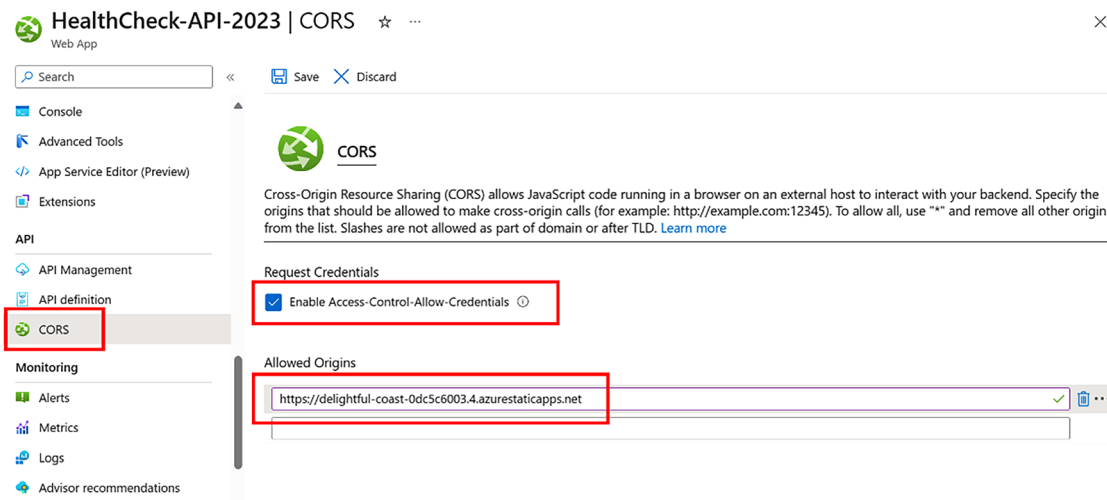 HealthCheck-API-2023 | CORS
Web App
Search
Save
Discard
Console
Advanced Tools
App Service Editor (Preview)
Extensions
API
API Management
API definition
CORS
Monitoring
Alerts
Metrics
Logs
Advisor recommendations
CORS
Cross-Origin Resource Sharing (CORS) allows JavaScript code running in a browser on an external host to interact with your backend. Specify the
origins that should be allowed to make cross-origin calls (for example: http://example.com:12345). To allow all, use "*" and remove all other origin
from the list. Slashes are not allowed as part of domain or after TLD. Learn more
Request Credentials
Enable Access-Control-Allow-Credentials
Allowed Origins
https://delightful-coast-0dc5c6003.4.azurestaticapps.net